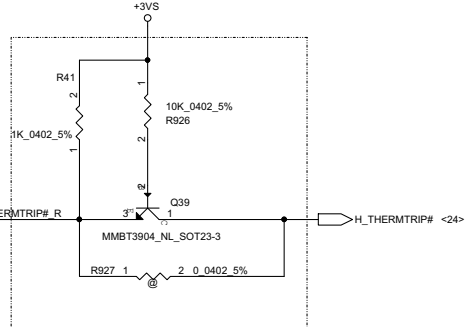 +3VS
R41
1
2
10K_0402_5%
R926
1K_0402_5%
1
2
2
Q39
ERMTRIP#_R
3
1
H_THERMTRIP# <24>
MMBT3904_NL_SOT23-3
R927 1
2 0_0402_5%
@